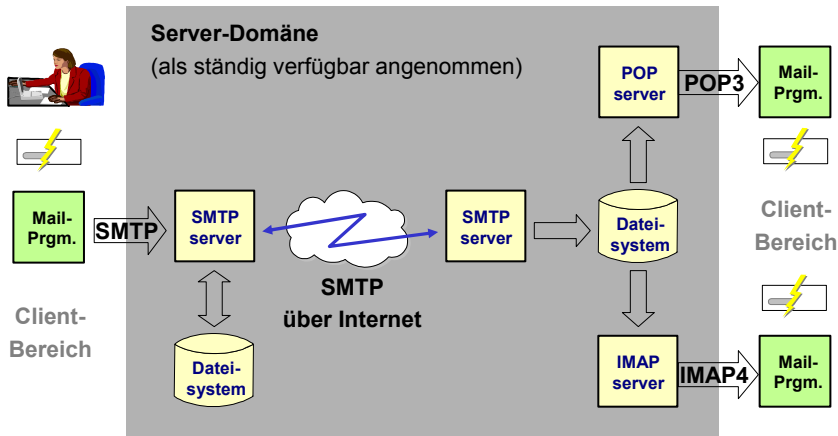 Server-Domäne
(als ständig verfügbar angenommen)
Mail-
Prgm.
SMTP
SMTP
server
SMTP
über Internet
SMTP
server
Datei-
system
Datei-
system
POP
server
POP3
Mail-
Prgm.
IMAP
server
IMAP4
Mail-
Prgm.
Client-
Bereich
Client-
Bereich